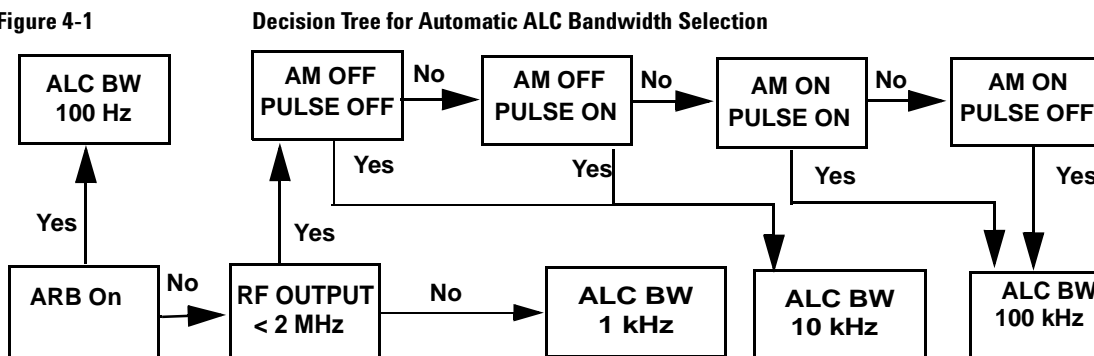 Figure 4-1
Decision Tree for Automatic ALC Bandwidth Selection
ALC BW
100 Hz
AM OFF
PULSE OFF
No
AM OFF
PULSE ON
No
AM ON
PULSE ON
No
AM ON
PULSE OFF
Yes
Yes
Yes
Yes
Yes
Yes
ARB On
No
RF OUTPUT
< 2 MHz
No
ALC BW
1 kHz
ALC BW
10 kHz
ALC BW
100 kHz